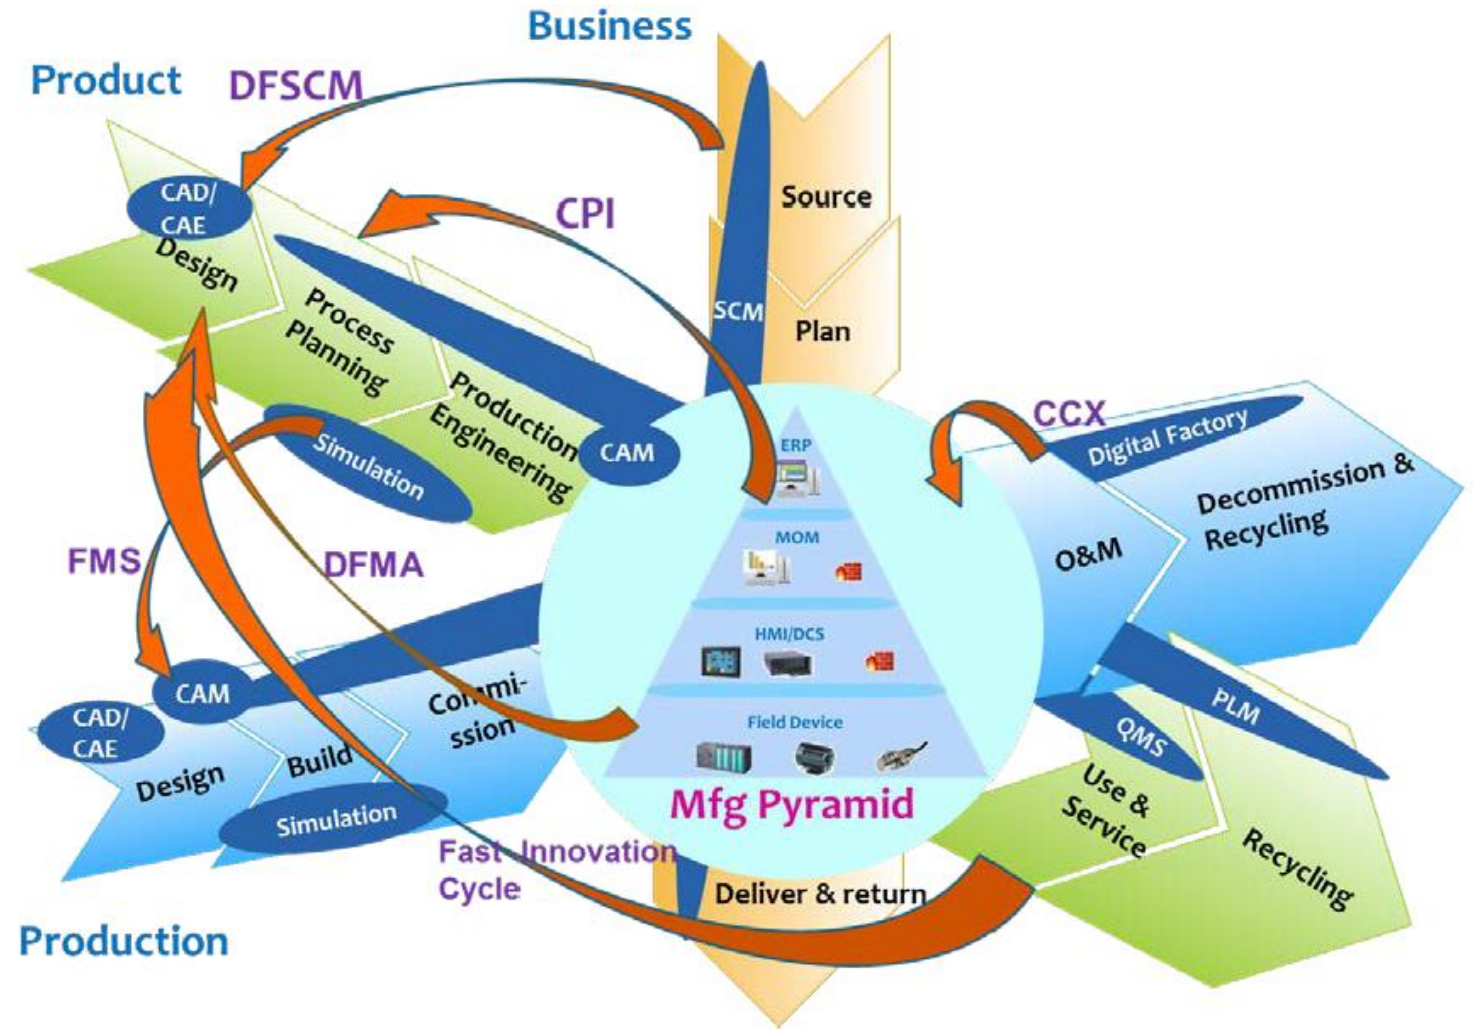 Business
Product
DFSCM
CAD/
CAE
Design
CPI
Source
SCM
Plan
Process
Planning
Production
Engineering
CAM
Simulation
ERP
MOM
HMI/DCS
Field Device
Mfg Pyramid
CCX
Digital Factory
Decommission &
Recycling
O&M
PLM
QMS
Use &
Service
Recycling
FMS
DFMA
CAM
CAD/
CAE
Design
Build
Commi-
ssion
Simulation
Fast Innovation
Cycle
Deliver & return
Production